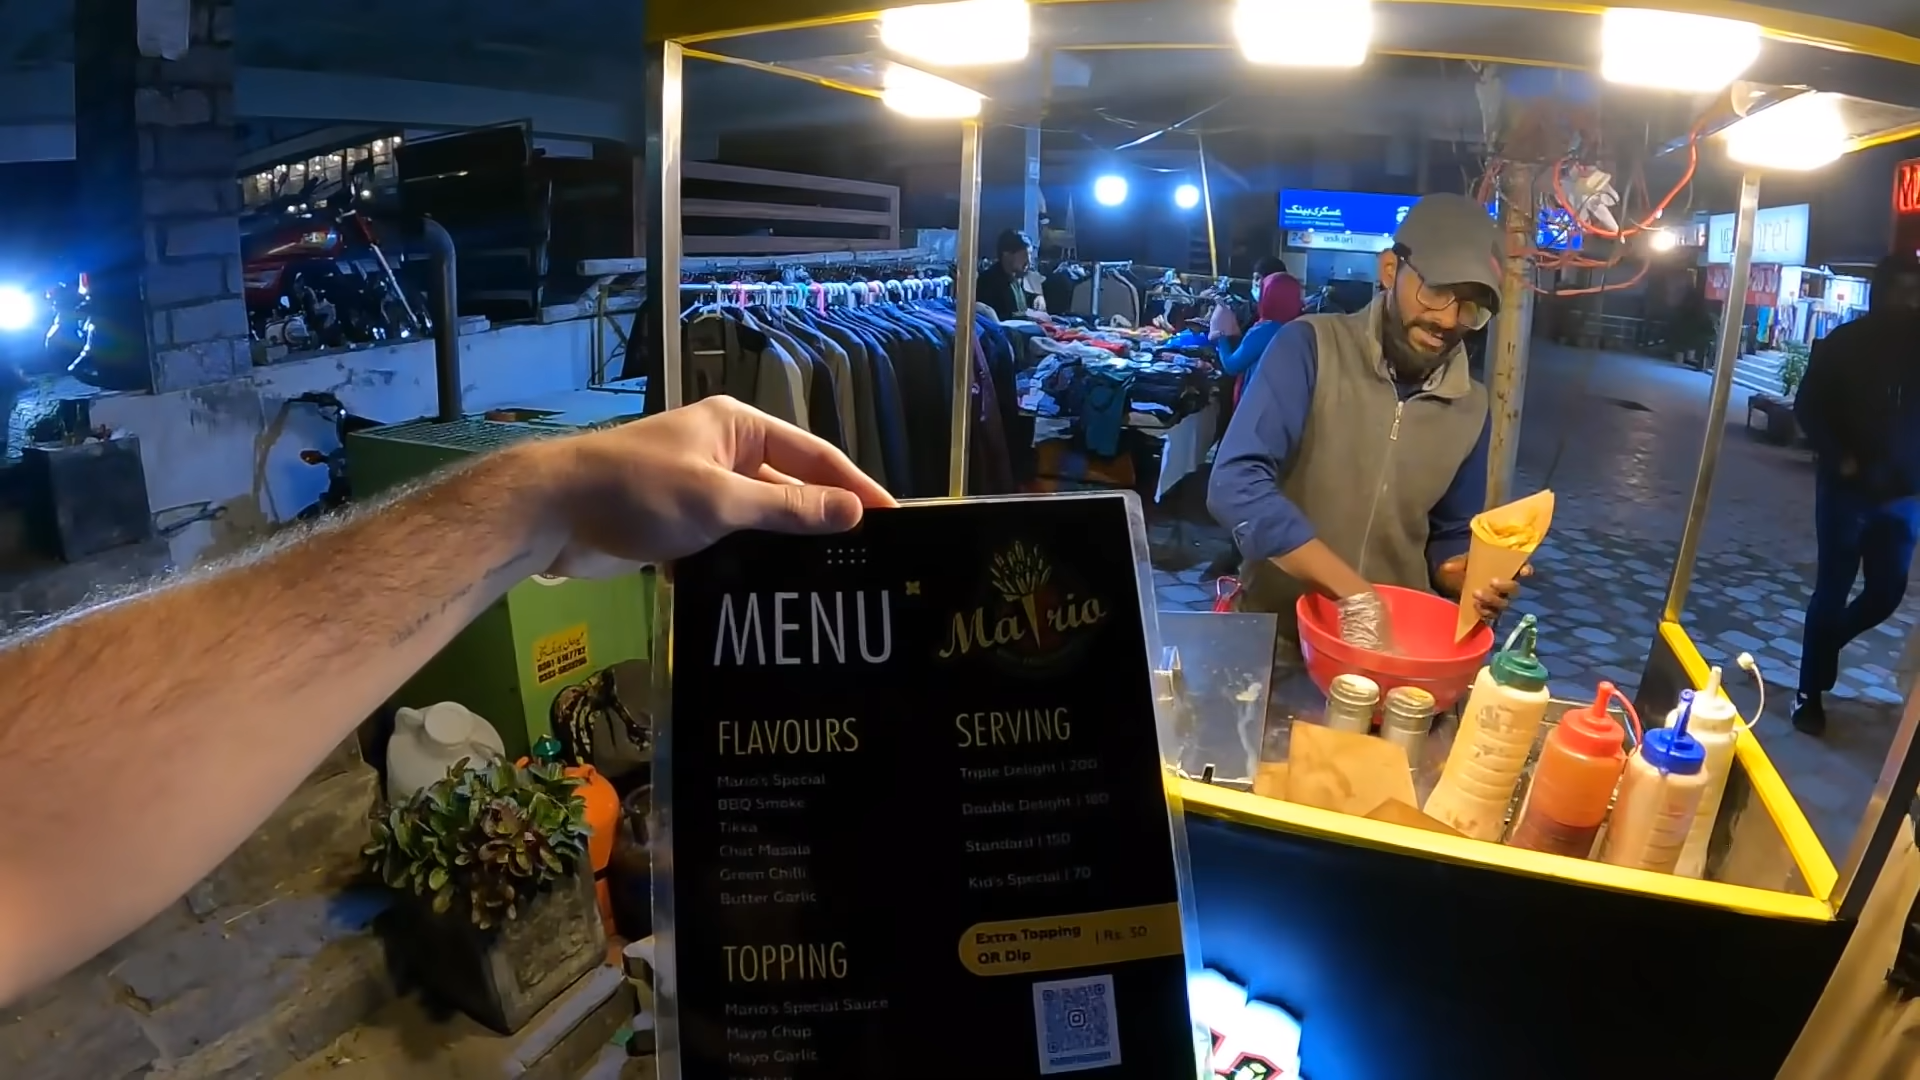 MENU
Mario
FLAVOURS
Mario's Special
BBQ Smoke
Tikka
Chat Masala
Green Chilli
Butter Garlic
TOPPING
Mario's Special Sauce
Mayo Chup
Mayo Garlic
SERVING
Triple Delight | 200
Double Delight | 180
Standard | 150
Kid's Special | 70
Extra Topping
OR Dip | Rs. 50
عسکری بینک